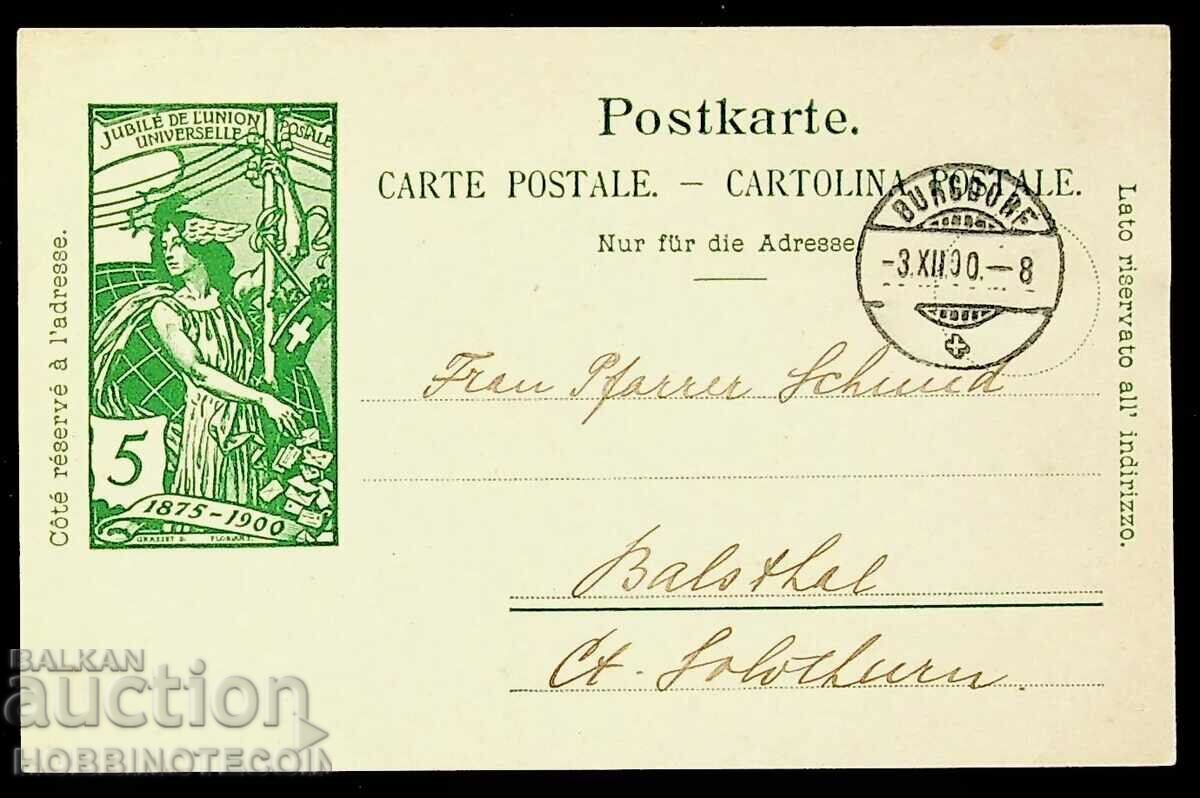 JUBILÉ DE L'UNION
UNIVERSELLE POSTALE
5
1875-1900
GRASSET D. FLORIAN S.
Côté réservé à l'adresse.
Postkarte.
CARTE POSTALE. — CARTOLINA POSTALE.
Nur für die Adresse
BURGDORF
-3.XII.00.-8
Lato riservato all' indirizzo.
Frau Pfarrer Schmid
Balsthal
Ct. Solothurn.
BALKAN
auction
HOBBINOTECOIN